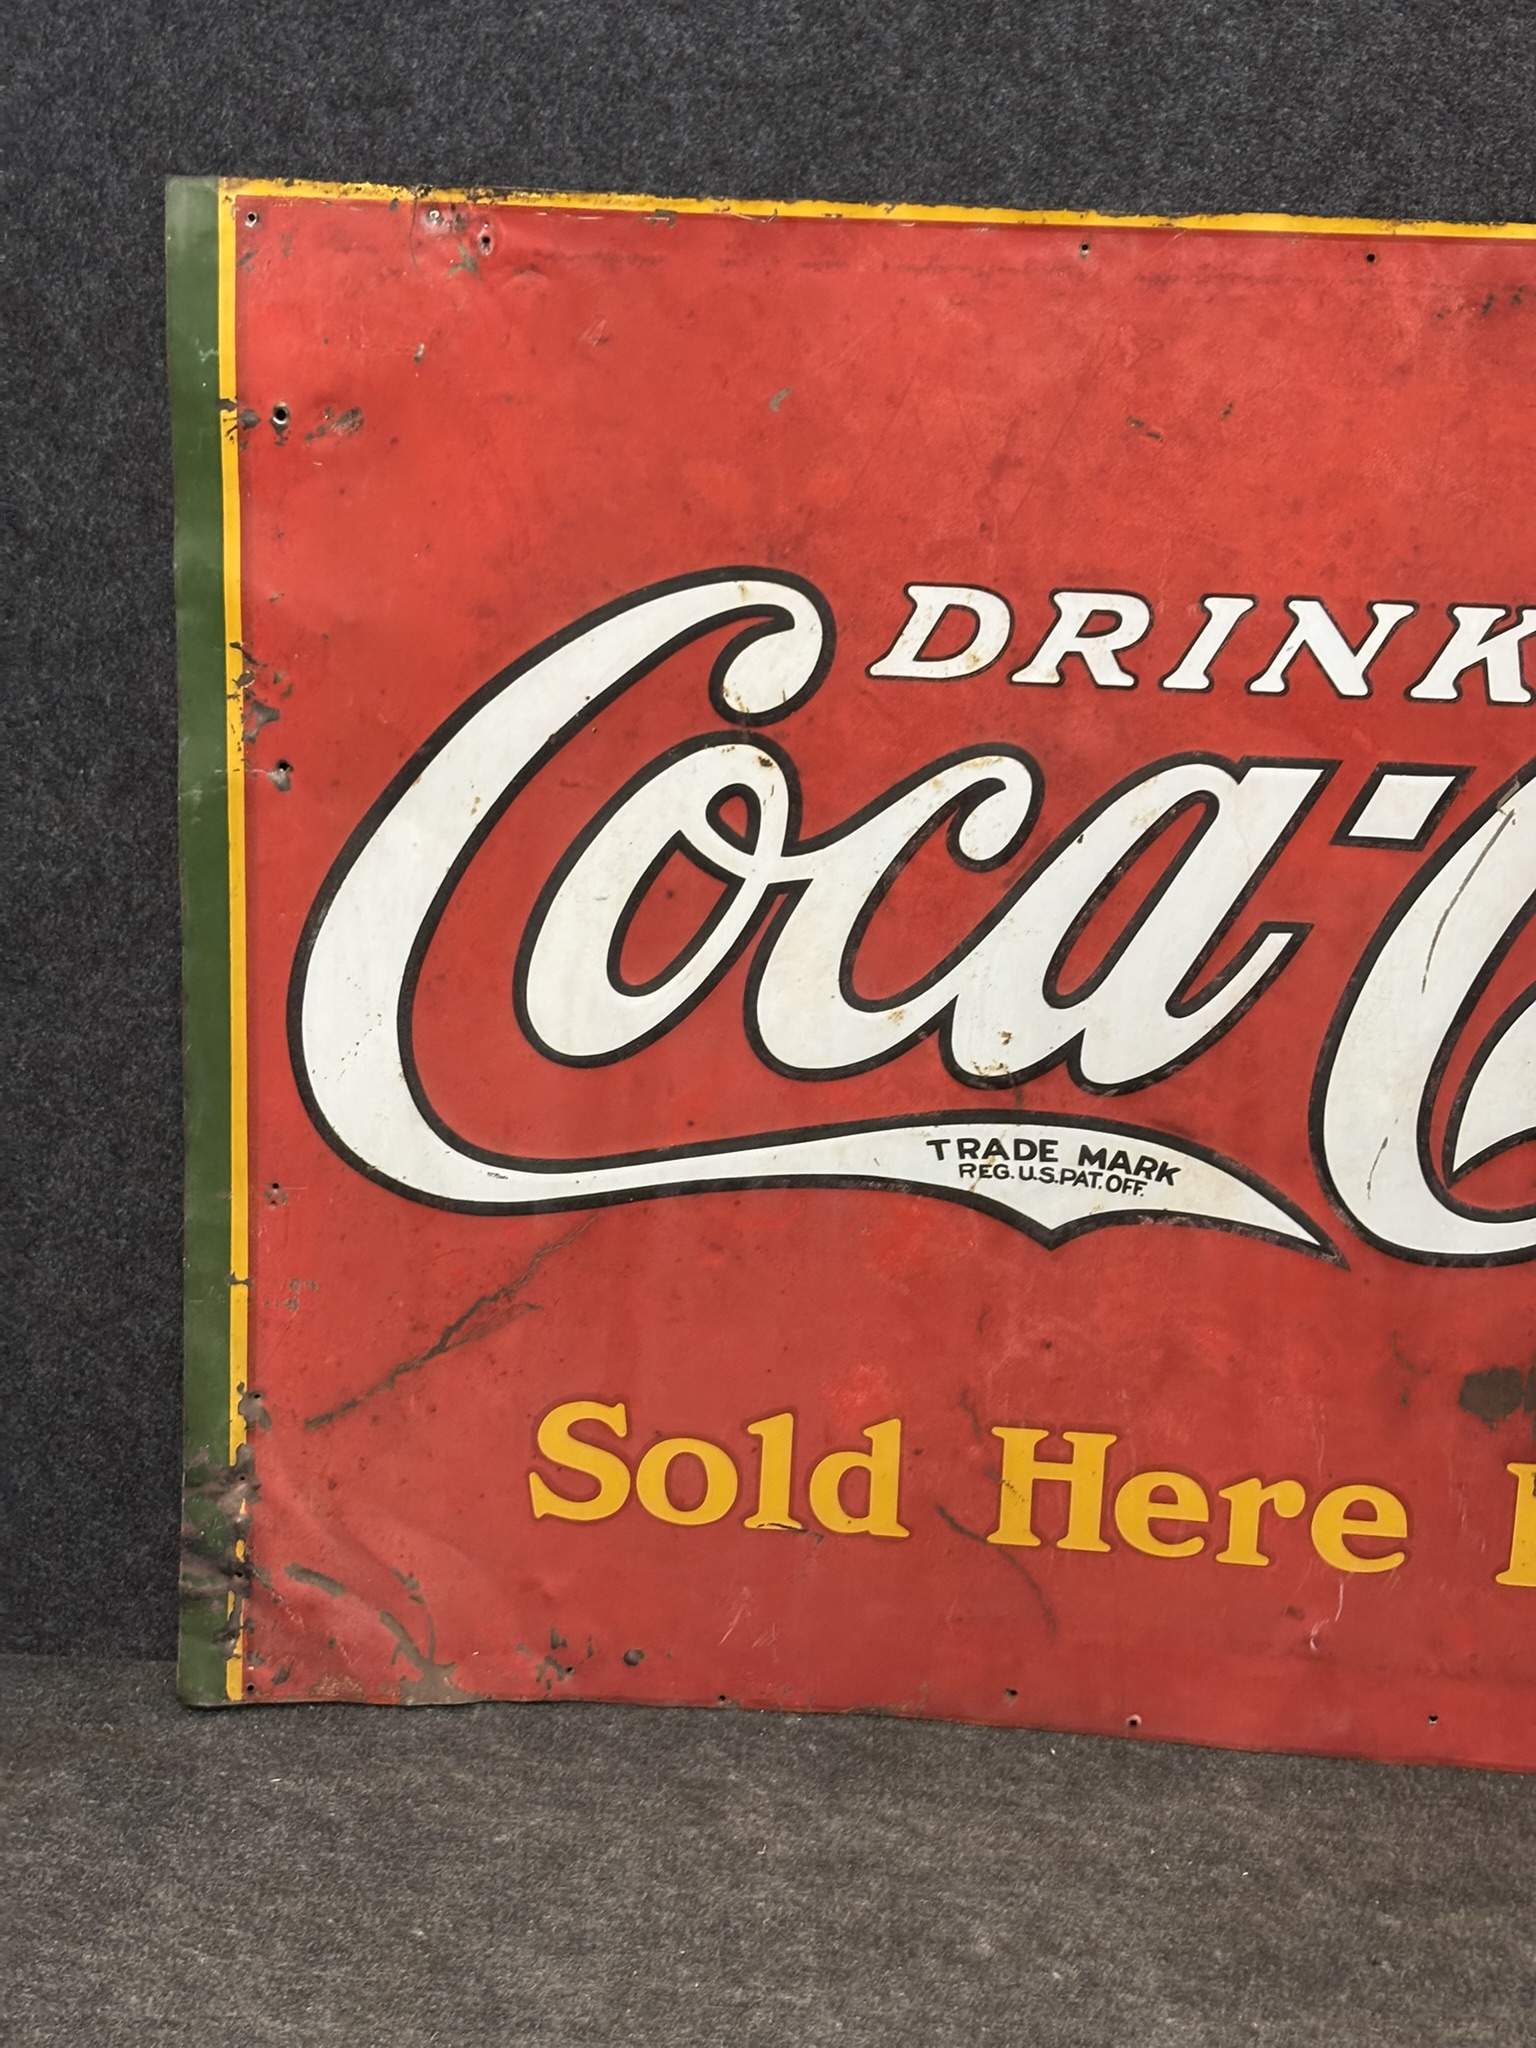 DRINK
Coca-C
TRADE MARK
REG. U.S. PAT. OFF.
Sold Here